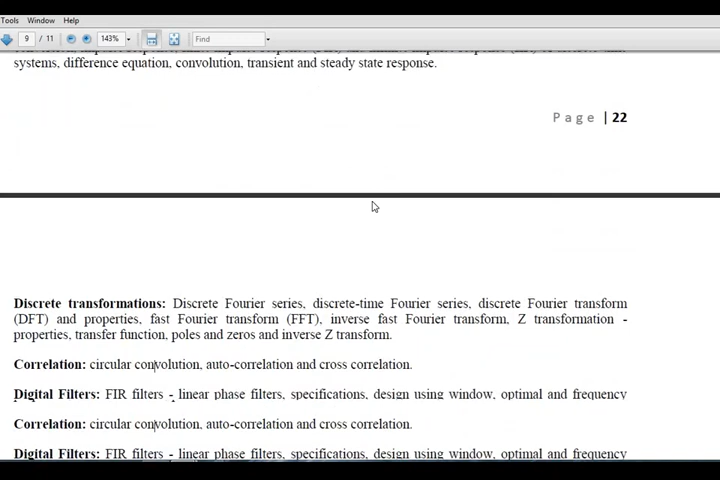 Tools Window Help
9 / 11 143% Find
systems, difference equation, convolution, transient and steady state response.
Page | 22
Discrete transformations: Discrete Fourier series, discrete-time Fourier series, discrete Fourier transform
(DFT) and properties, fast Fourier transform (FFT), inverse fast Fourier transform, Z transformation -
properties, transfer function, poles and zeros and inverse Z transform.
Correlation: circular convolution, auto-correlation and cross correlation.
Digital Filters: FIR filters - linear phase filters, specifications, design using window, optimal and frequency
Correlation: circular convolution, auto-correlation and cross correlation.
Digital Filters: FIR filters - linear phase filters, specifications, design using window, optimal and frequency